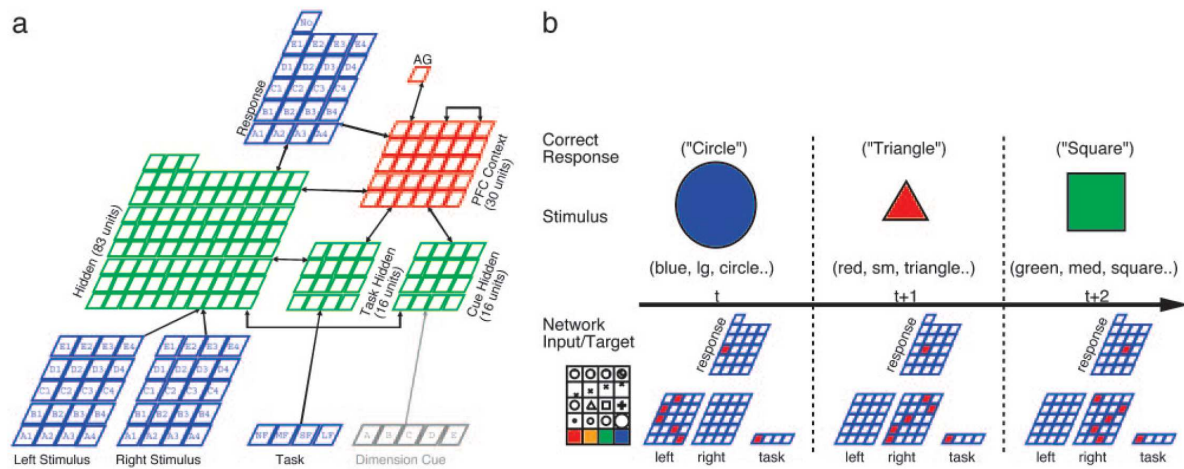 a
No
E1 E2 E3 E4
D1 D2 D3 D4
C1 C2 C3 C4
B1 B2 B3 B4
A1 A2 A3 A4
Response
AG
PFC Context
(30 units)
Hidden (83 units)
Task Hidden
(16 units)
Cue Hidden
(16 units)
E1 E2 E3 E4
D1 D2 D3 D4
C1 C2 C3 C4
B1 B2 B3 B4
A1 A2 A3 A4
Left Stimulus
E1 E2 E3 E4
D1 D2 D3 D4
C1 C2 C3 C4
B1 B2 B3 B4
A1 A2 A3 A4
Right Stimulus
NF MF SF LF
Task
A B C D E
Dimension Cue
b
Correct
Response
("Circle")
("Triangle")
("Square")
Stimulus
(blue, lg, circle..)
(red, sm, triangle..)
(green, med, square..)
t
t+1
t+2
Network
Input/Target
response
response
response
left right task
left right task
left right task